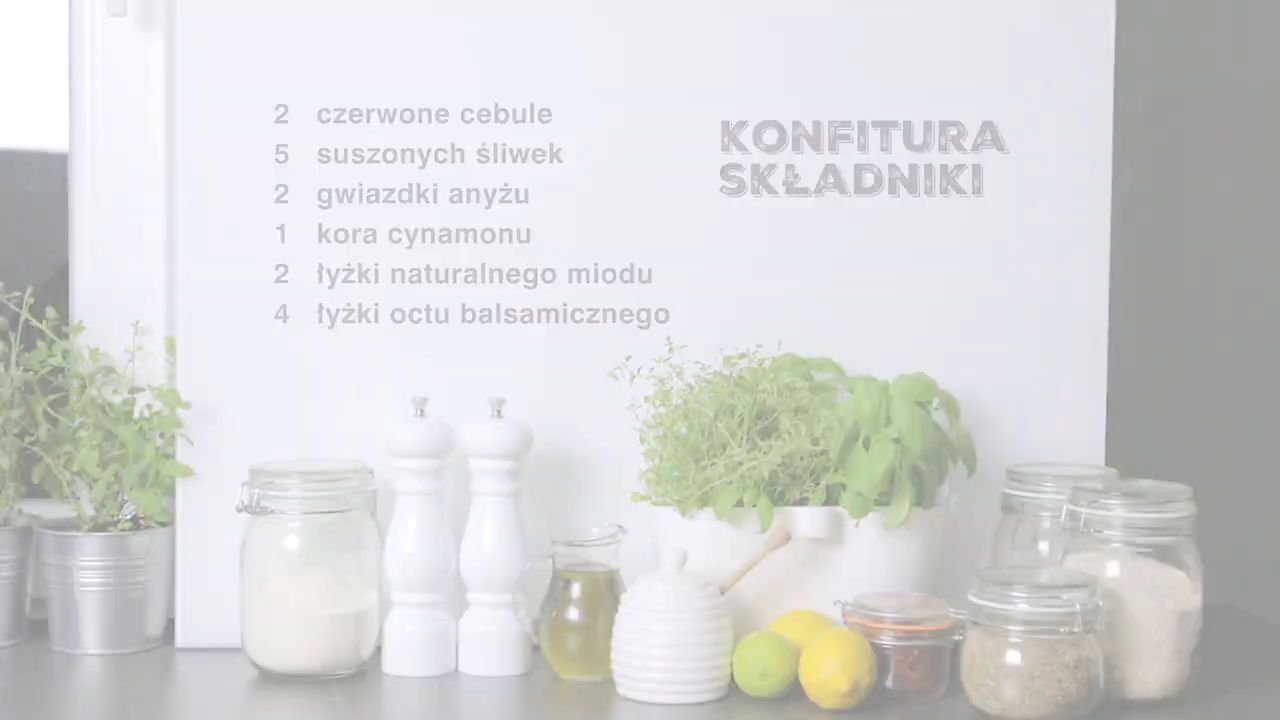 KONFITURA
SKŁADNIKI
2 czerwone cebule
5 suszonych śliwek
2 gwiazdki anyżu
1 kora cynamonu
2 łyżki naturalnego miodu
4 łyżki octu balsamicznego